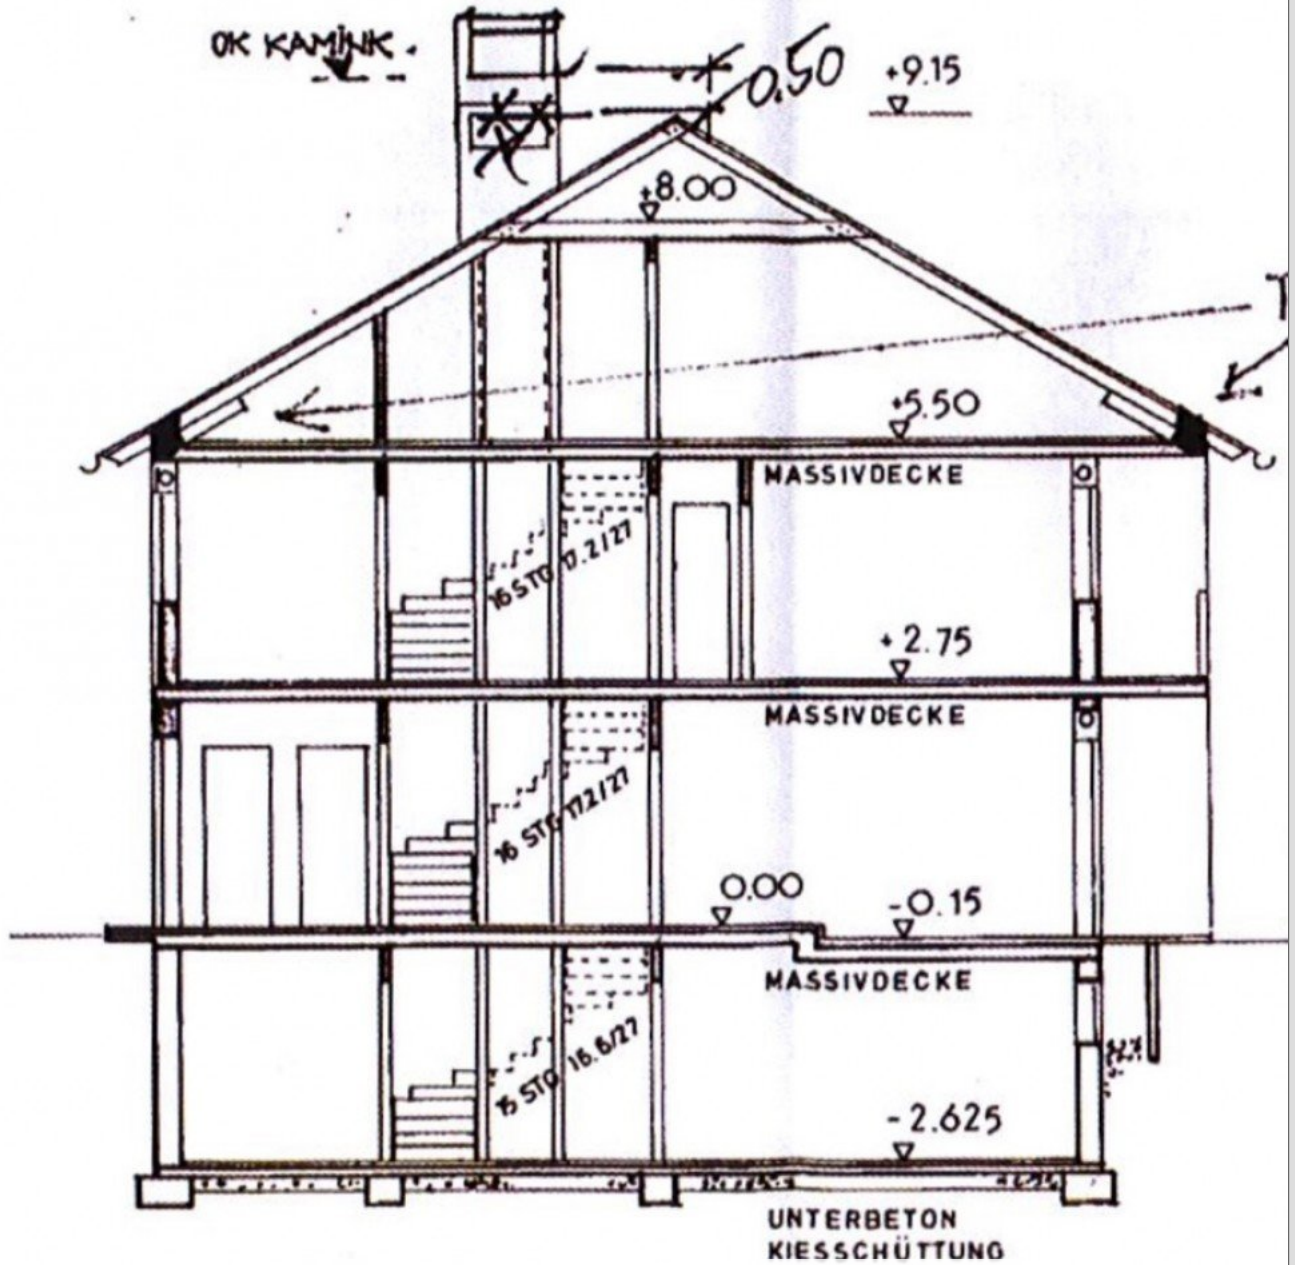 OK KAMINK.
0.50
+9.15
+8.00
+5.50
MASSIVDECKE
16 STG 17.2/27
+2.75
MASSIVDECKE
16 STG 17.2/27
0.00
-0.15
MASSIVDECKE
15 STG 16.6/27
-2.625
UNTERBETON
KIESSCHÜTTUNG